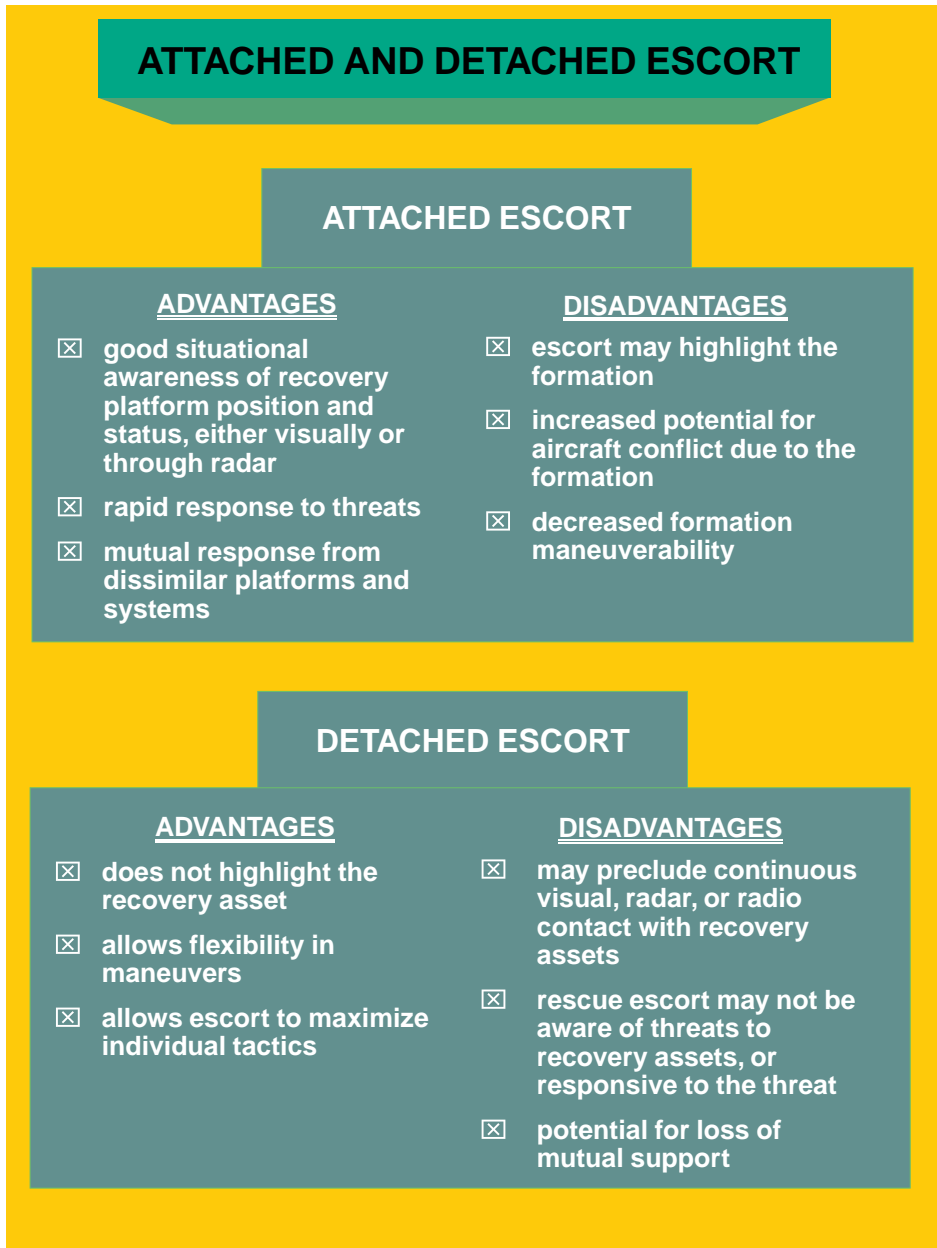 ATTACHED AND DETACHED ESCORT
ATTACHED ESCORT
ADVANTAGES
☒ good situational
awareness of recovery
platform position and
status, either visually or
through radar
☒ rapid response to threats
☒ mutual response from
dissimilar platforms and
systems
DISADVANTAGES
☒ escort may highlight the
formation
☒ increased potential for
aircraft conflict due to the
formation
☒ decreased formation
maneuverability
DETACHED ESCORT
ADVANTAGES
☒ does not highlight the
recovery asset
☒ allows flexibility in
maneuvers
☒ allows escort to maximize
individual tactics
DISADVANTAGES
☒ may preclude continuous
visual, radar, or radio
contact with recovery
assets
☒ rescue escort may not be
aware of threats to
recovery assets, or
responsive to the threat
☒ potential for loss of
mutual support